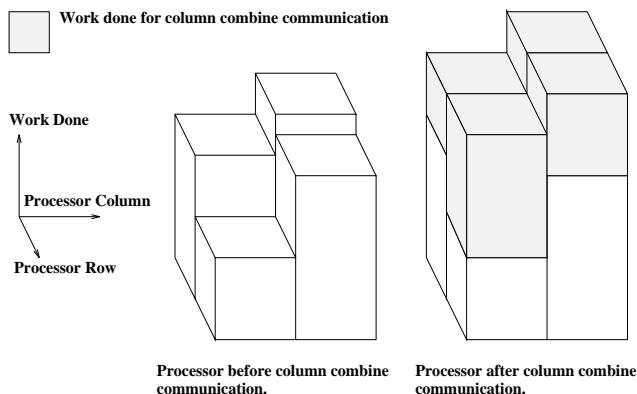 Work done for column combine communication
Work Done
Processor Column
Processor Row
Processor before column combine
communication.
Processor after column combine
communication.